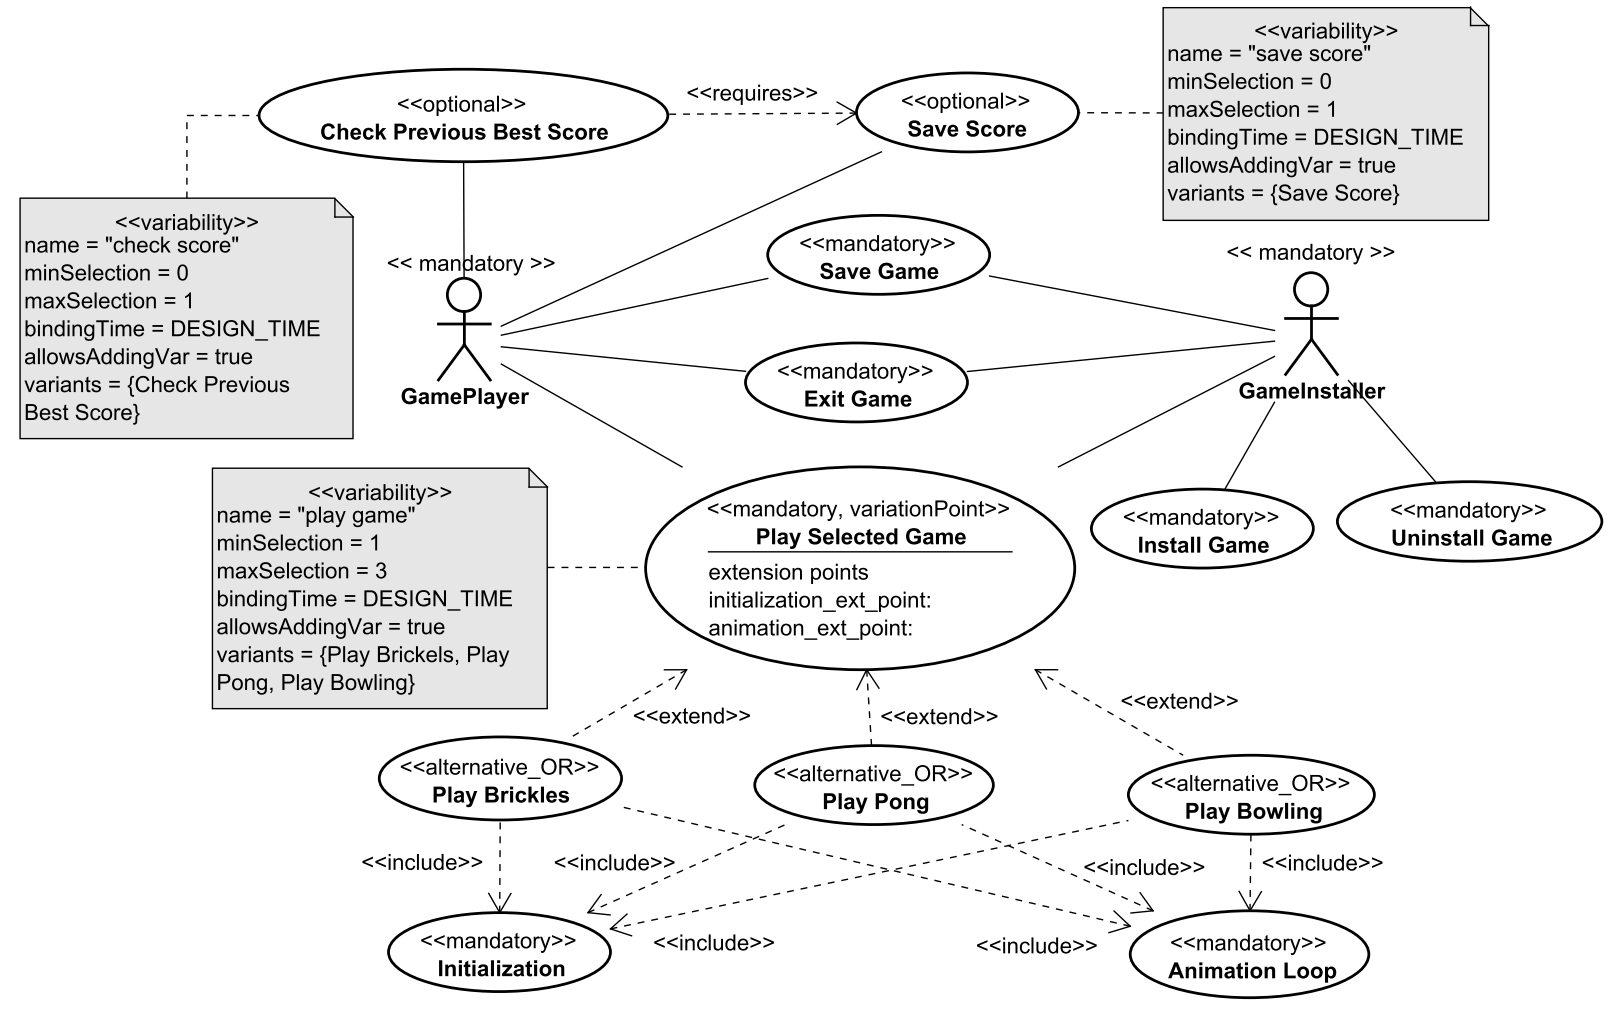 <<variability>>
name = "save score"
minSelection = 0
maxSelection = 1
bindingTime = DESIGN_TIME
allowsAddingVar = true
variants = {Save Score}
<<optional>>
Check Previous Best Score
<<requires>>
<<optional>>
Save Score
<<variability>>
name = "check score"
minSelection = 0
maxSelection = 1
bindingTime = DESIGN_TIME
allowsAddingVar = true
variants = {Check Previous
Best Score}
<< mandatory >>
GamePlayer
<<mandatory>>
Save Game
<< mandatory >>
GameInstaller
<<mandatory>>
Exit Game
<<variability>>
name = "play game"
minSelection = 1
maxSelection = 3
bindingTime = DESIGN_TIME
allowsAddingVar = true
variants = {Play Brickels, Play
Pong, Play Bowling}
<<mandatory, variationPoint>>
Play Selected Game
extension points
initialization_ext_point:
animation_ext_point:
<<mandatory>>
Install Game
<<mandatory>>
Uninstall Game
<<extend>>
<<extend>>
<<extend>>
<<alternative_OR>>
Play Brickles
<<alternative_OR>>
Play Pong
<<alternative_OR>>
Play Bowling
<<include>>
<<include>>
<<include>>
<<include>>
<<include>>
<<include>>
<<mandatory>>
Initialization
<<mandatory>>
Animation Loop